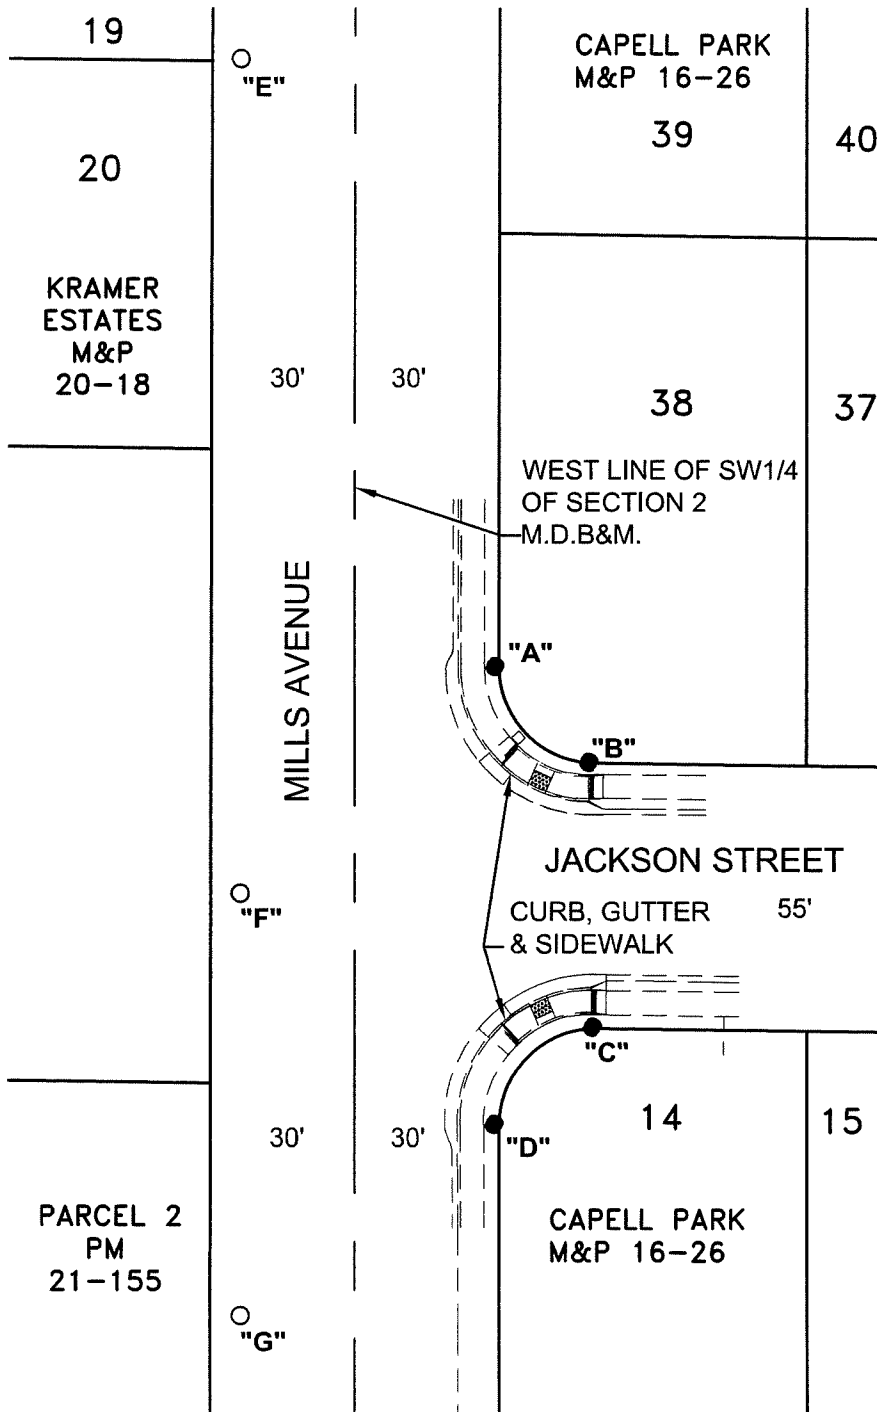 19
"E"
CAPELL PARK
M&P 16-26
39
40
20
KRAMER
ESTATES
M&P
20-18
30'
30'
38
37
WEST LINE OF SW1/4
OF SECTION 2
M.D.B&M.
MILLS AVENUE
"A"
"B"
JACKSON STREET
"F"
CURB, GUTTER
& SIDEWALK
55'
"C"
30'
30'
"D"
14
15
PARCEL 2
PM
21-155
CAPELL PARK
M&P 16-26
"G"